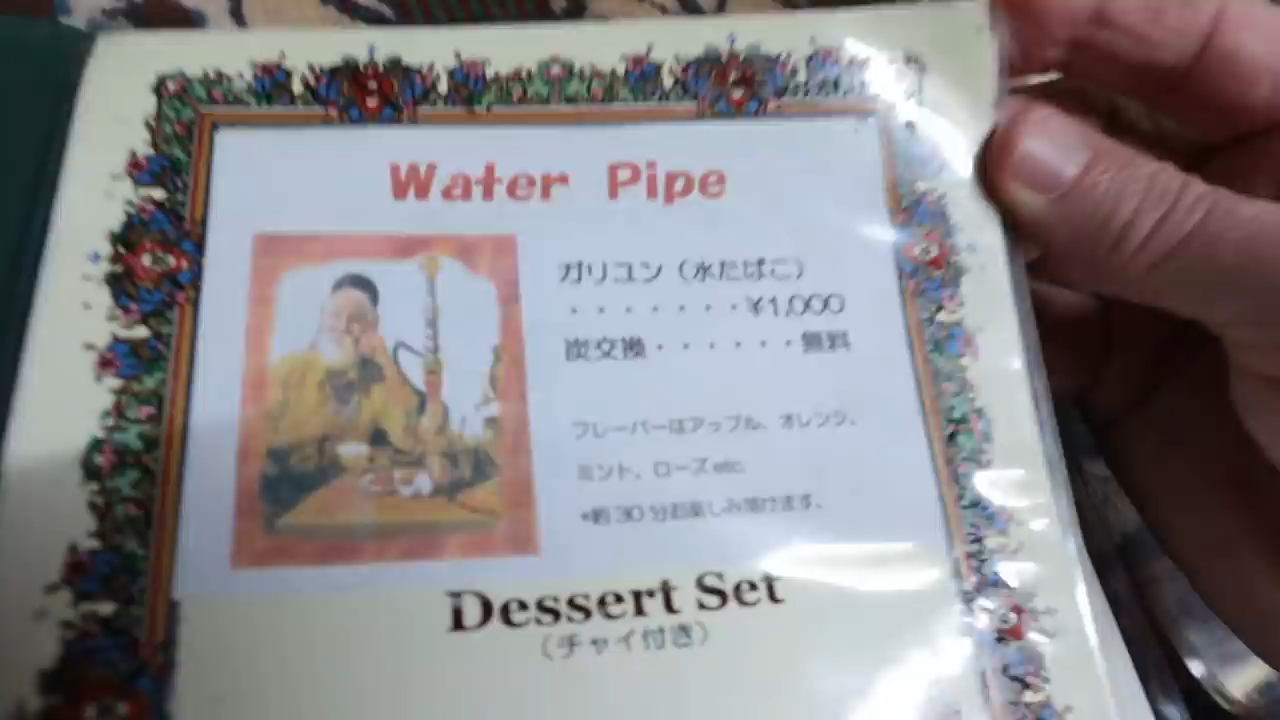 Water Pipe
ガリユン（水たばこ）
・・・・・・・¥1,000
炭交換・・・・・・無料
フレーバーはアップル、オレンジ、
ミント、ローズetc.
*約30分お楽しみ頂けます。
Dessert Set
（チャイ付き）